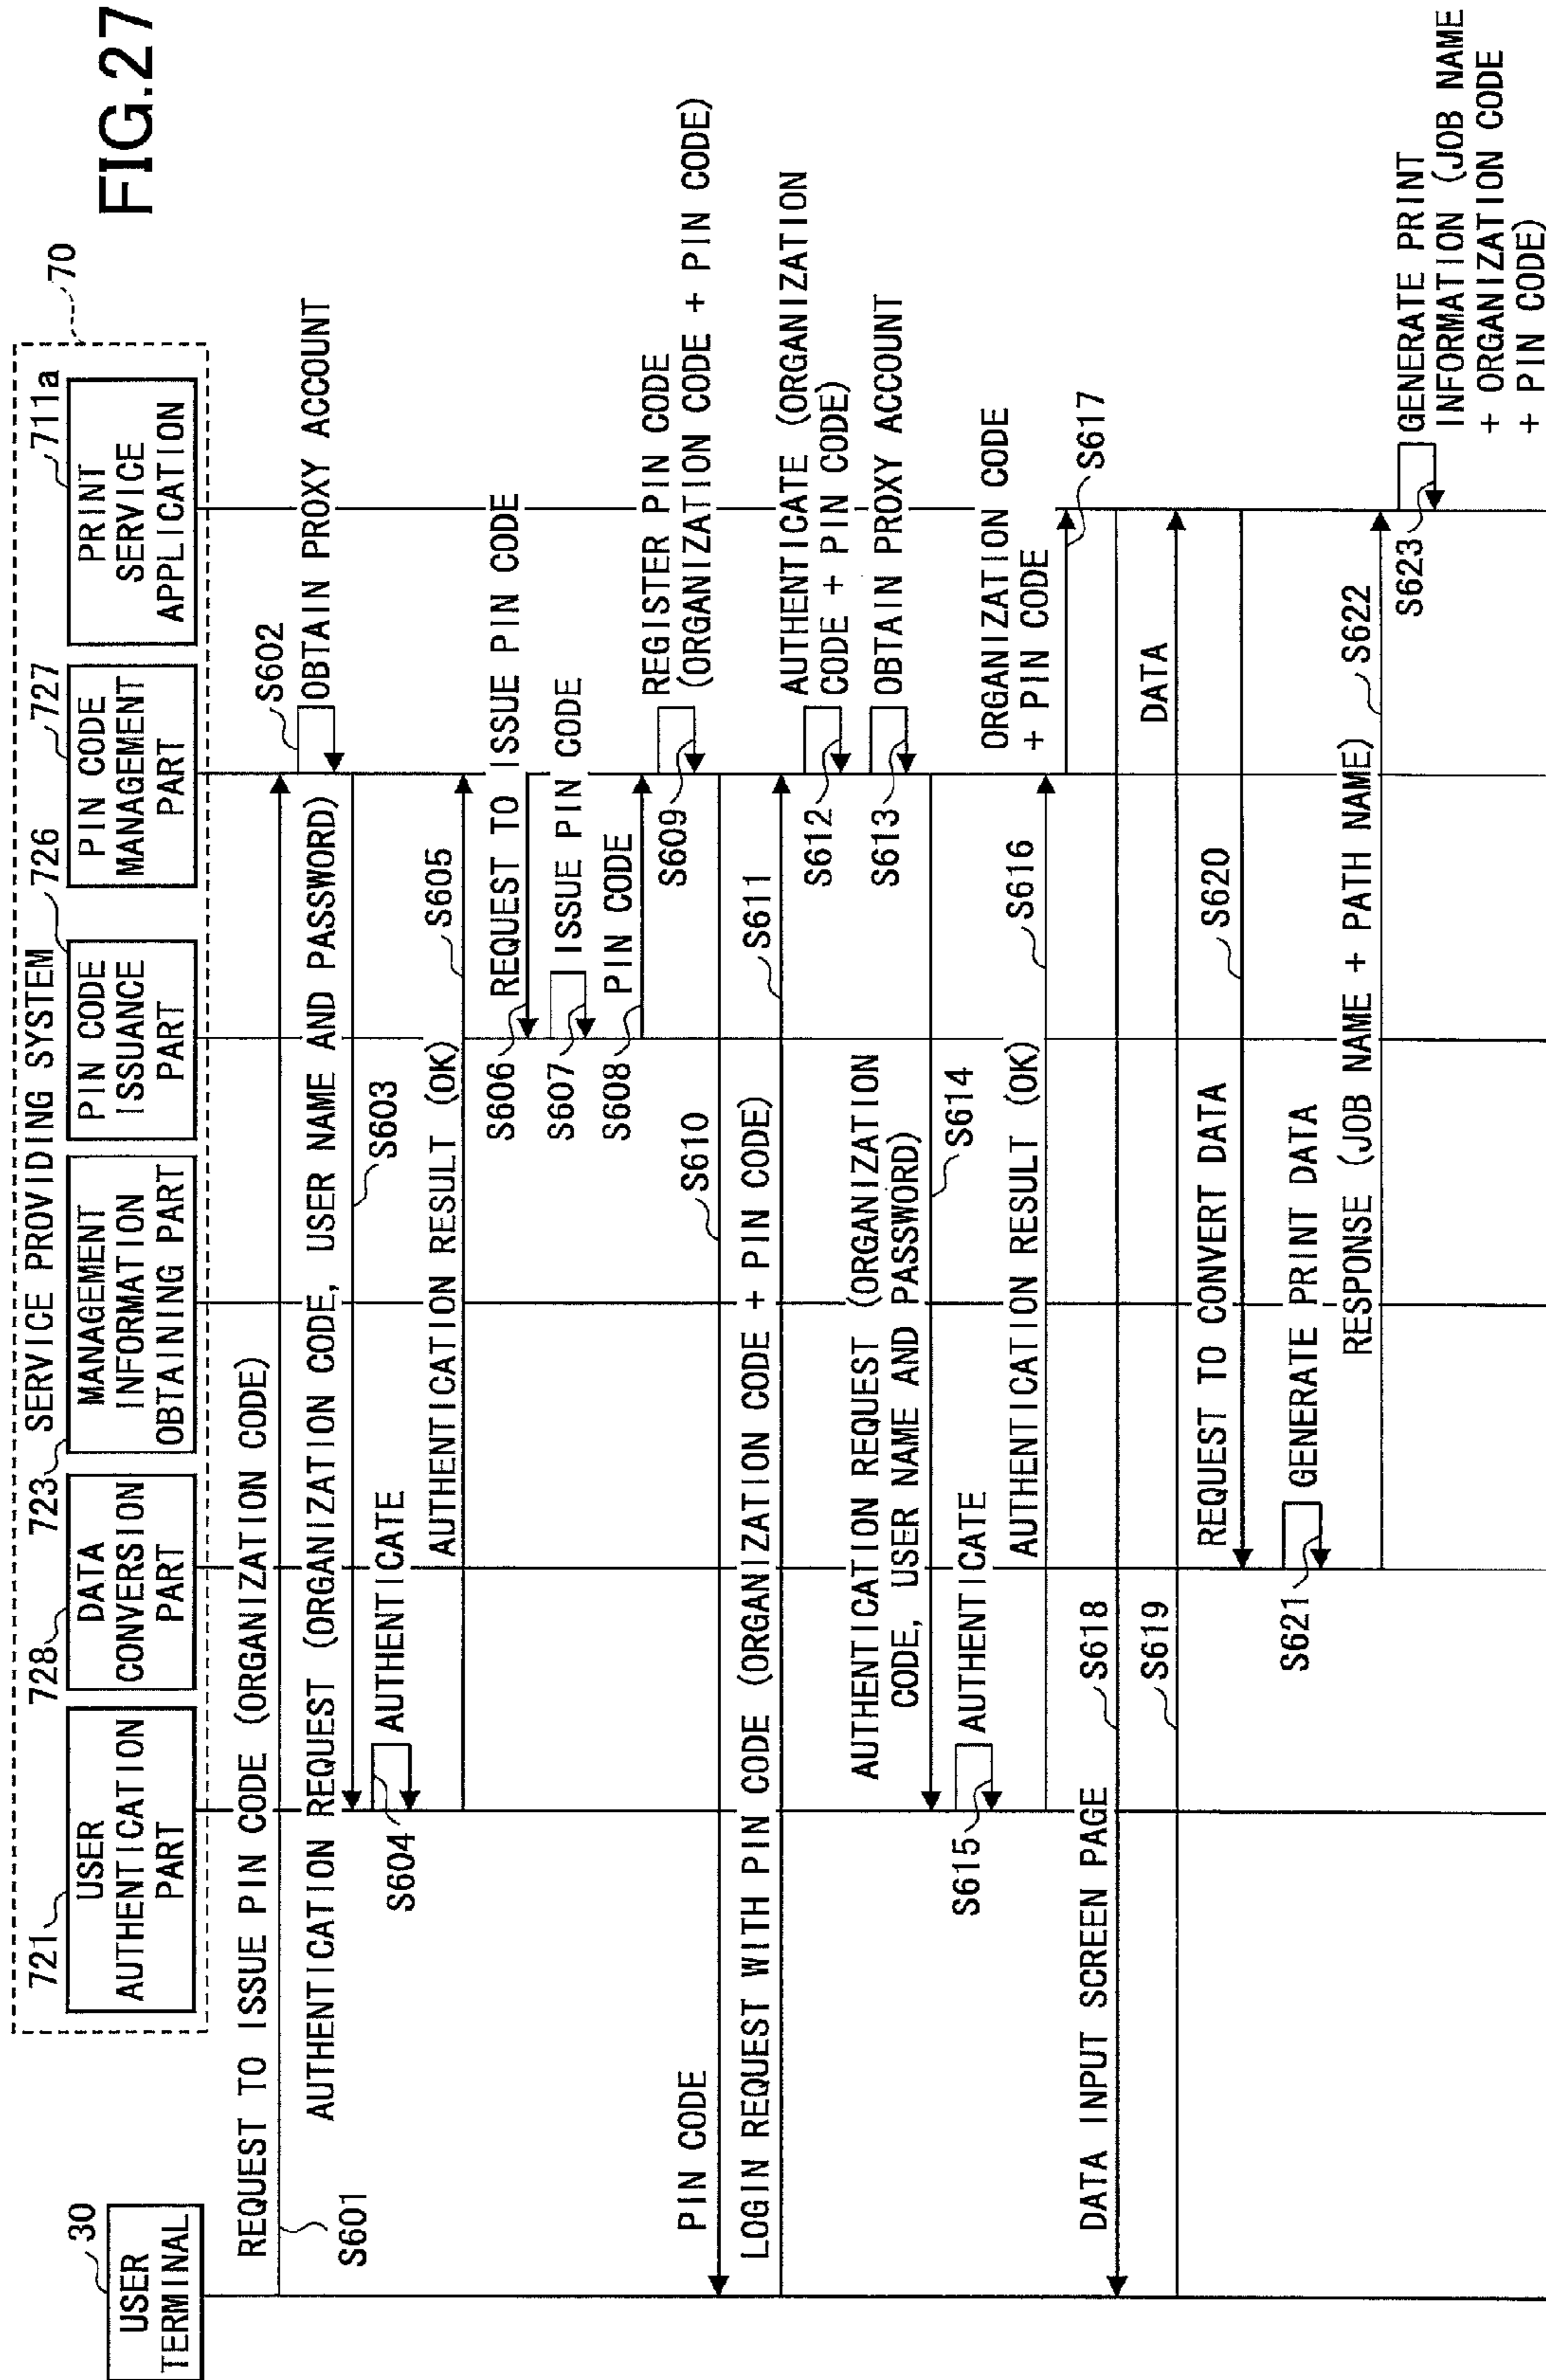 FIG.27
70
SERVICE PROVIDING SYSTEM
30
USER
TERMINAL
721
USER
AUTHENTICATION
PART
728
DATA
CONVERSION
PART
723
MANAGEMENT
INFORMATION
OBTAINING PART
726
PIN CODE
ISSUANCE
PART
727
PIN CODE
MANAGEMENT
PART
711a
PRINT
SERVICE
APPLICATION
REQUEST TO ISSUE PIN CODE (ORGANIZATION CODE)
S601
S602
OBTAIN PROXY ACCOUNT
AUTHENTICATION REQUEST (ORGANIZATION CODE, USER NAME AND PASSWORD)
S603
AUTHENTICATE
S604
AUTHENTICATION RESULT (OK)
S605
REQUEST TO ISSUE PIN CODE
S606
ISSUE PIN CODE
S607
PIN CODE
S608
REGISTER PIN CODE
(ORGANIZATION CODE + PIN CODE)
S609
PIN CODE
S610
LOGIN REQUEST WITH PIN CODE (ORGANIZATION CODE + PIN CODE)
S611
AUTHENTICATE (ORGANIZATION
CODE + PIN CODE)
S612
OBTAIN PROXY ACCOUNT
S613
AUTHENTICATION REQUEST (ORGANIZATION
CODE, USER NAME AND PASSWORD)
S614
AUTHENTICATE
S615
AUTHENTICATION RESULT (OK)
S616
ORGANIZATION CODE
+ PIN CODE
S617
DATA INPUT SCREEN PAGE
S618
DATA
S619
REQUEST TO CONVERT DATA
S620
GENERATE PRINT DATA
S621
RESPONSE (JOB NAME + PATH NAME)
S622
GENERATE PRINT
INFORMATION (JOB NAME
+ ORGANIZATION CODE
+ PIN CODE)
S623